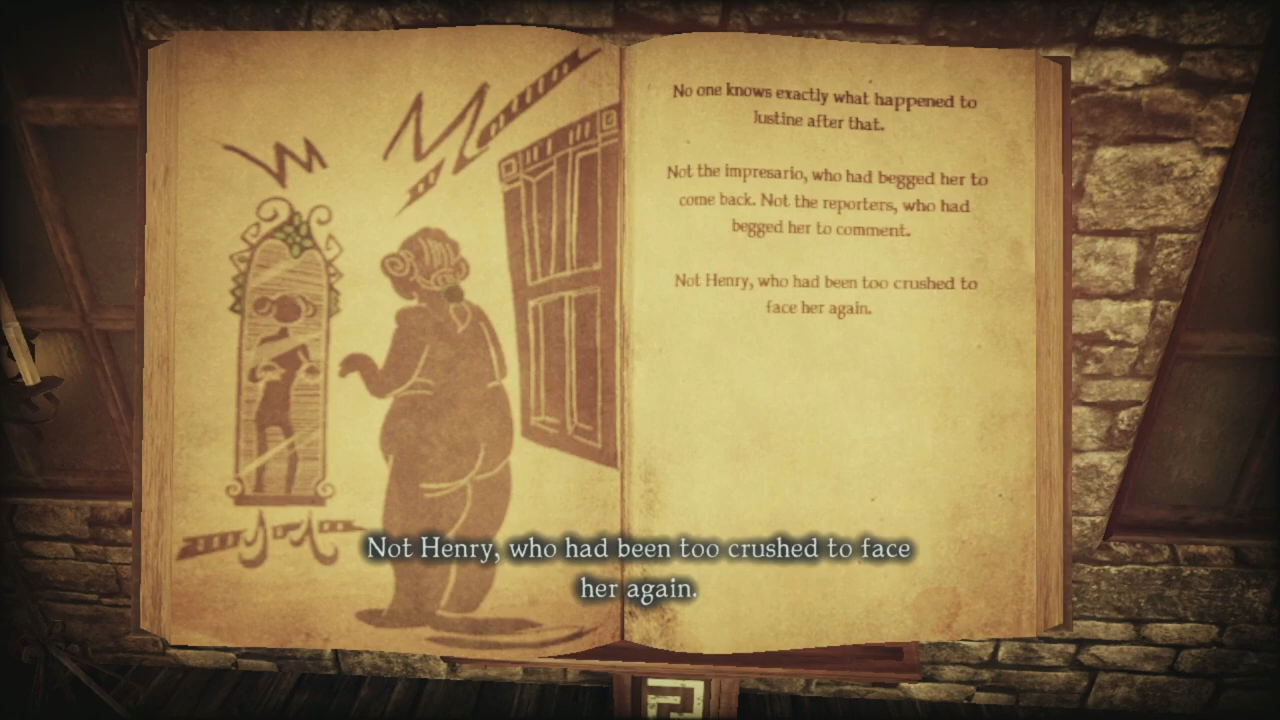 No one knows exactly what happened to
Justine after that.
Not the impresario, who had begged her to
come back. Not the reporters, who had
begged her to comment.
Not Henry, who had been too crushed to
face her again.
Not Henry, who had been too crushed to face
her again.